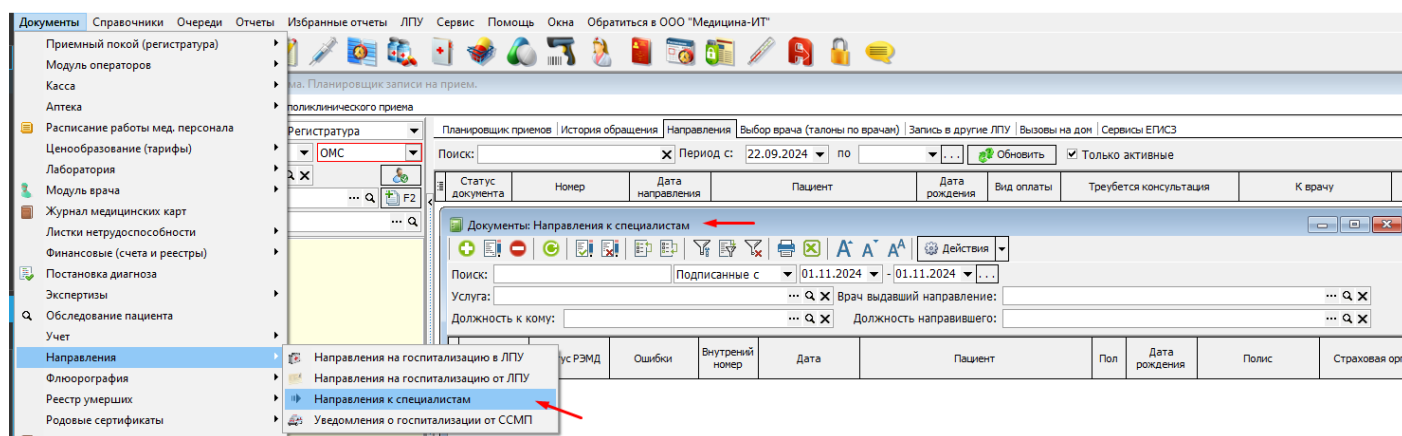 Документы Справочники Очереди Отчеты Избранные отчеты ЛПУ Сервис Помощь Окна Обратиться в ООО "Медицина-ИТ"
Приемный покой (регистратура)
Модуль операторов
Касса
Аптека
Расписание работы мед. персонала
Ценообразование (тарифы)
Лаборатория
Модуль врача
Журнал медицинских карт
Листки нетрудоспособности
Финансовые (счета и реестры)
Постановка диагноза
Экспертизы
Обследование пациента
Учет
Направления
Флюорография
Реестр умерших
Родовые сертификаты
Направления на госпитализацию в ЛПУ
Направления на госпитализацию от ЛПУ
Направления к специалистам
Уведомления о госпитализации от ССМП
ма. Планировщик записи на прием.
поликлинического приема
Регистратура
ОМС
F2
Планировщик приемов История обращения Направления Выбор врача (талоны по врачам) Запись в другие ЛПУ Вызовы на дом Сервисы ЕГИСЗ
Поиск: Период с: 22.09.2024 по ... Обновить Только активные
Статус документа Номер Дата направления Пациент Дата рождения Вид оплаты Треубется консультация К врачу
Документы: Направления к специалистам
Действия
Поиск: Подписанные с 01.11.2024 - 01.11.2024 ...
Услуга: ... Врач выдавший направление: ...
Должность к кому: ... Должность направившего: ...
ус РЭМД Ошибки Внутрений номер Дата Пациент Пол Дата рождения Полис Страховая орг